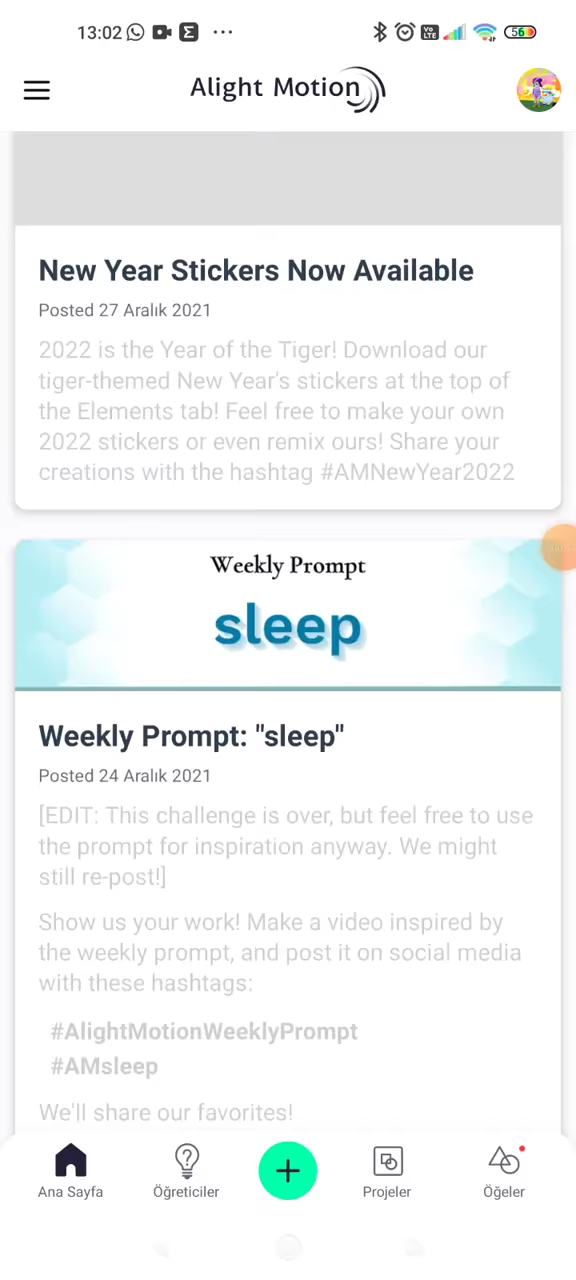 13:02
VO LTE
56
Alight Motion
New Year Stickers Now Available
Posted 27 Aralık 2021
2022 is the Year of the Tiger! Download our
tiger-themed New Year's stickers at the top of
the Elements tab! Feel free to make your own
2022 stickers or even remix ours! Share your
creations with the hashtag #AMNewYear2022
Weekly Prompt
sleep
Weekly Prompt: "sleep"
Posted 24 Aralık 2021
[EDIT: This challenge is over, but feel free to use
the prompt for inspiration anyway. We might
still re-post!]
Show us your work! Make a video inspired by
the weekly prompt, and post it on social media
with these hashtags:
#AlightMotionWeeklyPrompt
#AMsleep
We'll share our favorites!
Ana Sayfa
Öğreticiler
Projeler
Öğeler